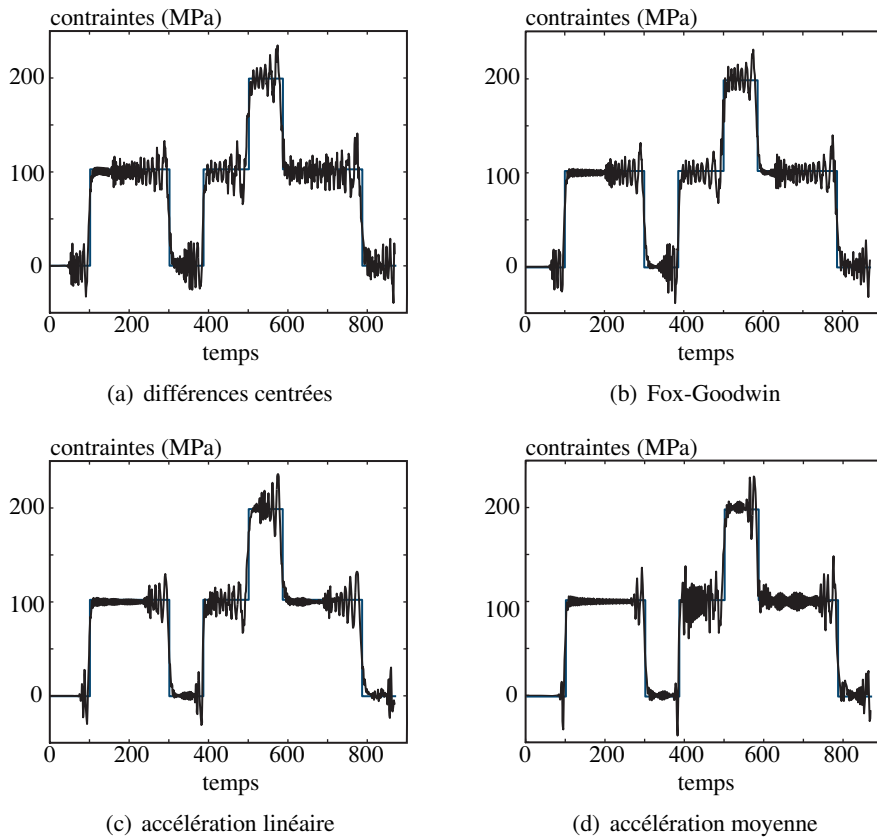 contraintes (MPa)
200
100
0
0 200 400 600 800
temps
(a) différences centrées
contraintes (MPa)
200
100
0
0 200 400 600 800
temps
(b) Fox-Goodwin
contraintes (MPa)
200
100
0
0 200 400 600 800
temps
(c) accélération linéaire
contraintes (MPa)
200
100
0
0 200 400 600 800
temps
(d) accélération moyenne